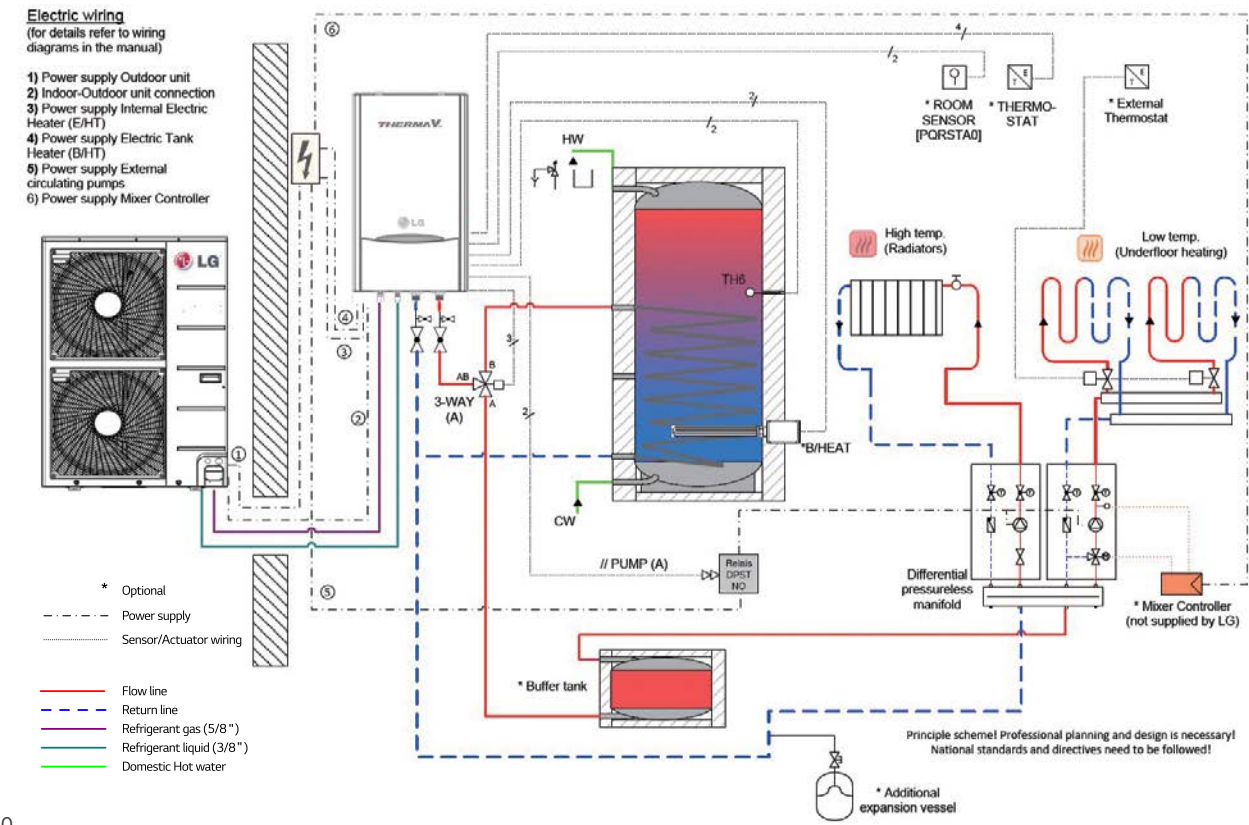 Electric wiring
(for details refer to wiring
diagrams in the manual)
1) Power supply Outdoor unit
2) Indoor-Outdoor unit connection
3) Power supply Internal Electric
Heater (E/HT)
4) Power supply Electric Tank
Heater (B/HT)
5) Power supply External
circulating pumps
6) Power supply Mixer Controller
⑥
4
2
2
2
THERMA V.
LG
HW
T E
T E
* ROOM
SENSOR
[PQRSTA0]
* THERMO-
STAT
* External
Thermostat
High temp.
(Radiators)
Low temp.
(Underfloor heating)
LG
TH6
④
③
3
AB
B
A
3-WAY
(A)
2
②
①
*B/HEAT
CW
// PUMP (A)
Relsis
DPST
NO
⑤
Differential
pressureless
manifold
* Mixer Controller
(not supplied by LG)
* Optional
Power supply
Sensor/Actuator wiring
* Buffer tank
Flow line
Return line
Refrigerant gas (5/8")
Refrigerant liquid (3/8")
Domestic Hot water
Principle scheme! Professional planning and design is necessary!
National standards and directives need to be followed!
* Additional
expansion vessel